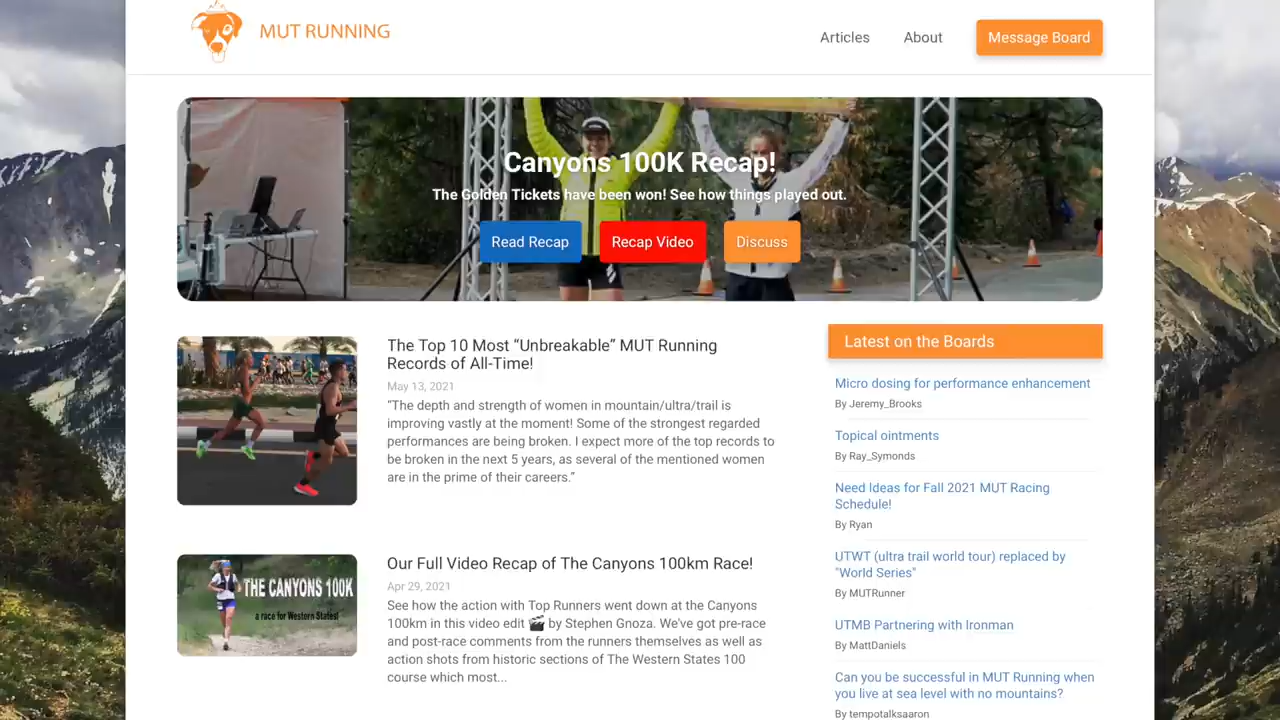 MUT RUNNING
Articles
About
Message Board
Canyons 100K Recap!
The Golden Tickets have been won! See how things played out.
Read Recap
Recap Video
Discuss
The Top 10 Most “Unbreakable” MUT Running
Records of All-Time!
May 13, 2021
“The depth and strength of women in mountain/ultra/trail is
improving vastly at the moment! Some of the strongest regarded
performances are being broken. I expect more of the top records to
be broken in the next 5 years, as several of the mentioned women
are in the prime of their careers.”
THE CANYONS 100K
a race for Western States!
Our Full Video Recap of The Canyons 100km Race!
Apr 29, 2021
See how the action with Top Runners went down at the Canyons
100km in this video edit 🎬 by Stephen Gnoza. We've got pre-race
and post-race comments from the runners themselves as well as
action shots from historic sections of The Western States 100
course which most...
Latest on the Boards
Micro dosing for performance enhancement
By Jeremy_Brooks
Topical ointments
By Ray_Symonds
Need Ideas for Fall 2021 MUT Racing
Schedule!
By Ryan
UTWT (ultra trail world tour) replaced by
"World Series"
By MUTRunner
UTMB Partnering with Ironman
By MattDaniels
Can you be successful in MUT Running when
you live at sea level with no mountains?
By tempotalksaaron